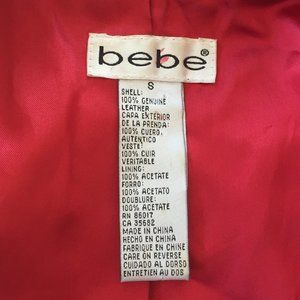 bebe®
S
SHELL:
100% GENUINE
LEATHER
CAPA EXTERIOR
DE LA PRENDA:
100% CUERO,
AUTENTICO
VESTE:
100% CUIR
VERITABLE
LINING:
100% ACETATE
FORRO:
100% ACETATO
DOUBLURE:
100% ACETATE
RN 86017
CA 35682
MADE IN CHINA
HECHO EN CHINA
FABRIQUE EN CHINE
CARE ON REVERSE
CUIDADO AL DORSO
ENTRETIEN AU DOS